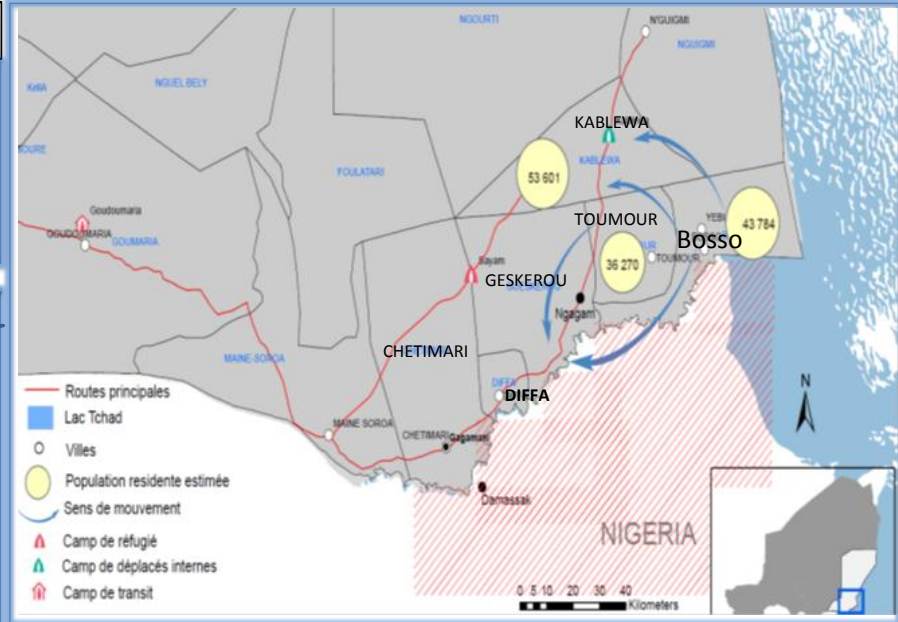 NGOURTI
N'GUIGMI
NGUIGMI
NGUEL BELY
KABLEWA
KABLEWA
FOULATARI
53 601
Goudoumaria
GOUMARIA
TOUMOUR
YEBI
43 784
Bosso
36 270
TOUMOUR
Sayam
GESKEROU
Ngagam
CHETIMARI
MAINE-SOROA
DIFFA
DIFFA
MAINE SOROA
CHETIMARI Gagamari
Damassak
NIGERIA
N
Routes principales
Lac Tchad
Villes
Population residente estimée
Sens de mouvement
Camp de réfugié
Camp de déplacés internes
Camp de transit
0 5 10 20 30 40
Kilometers